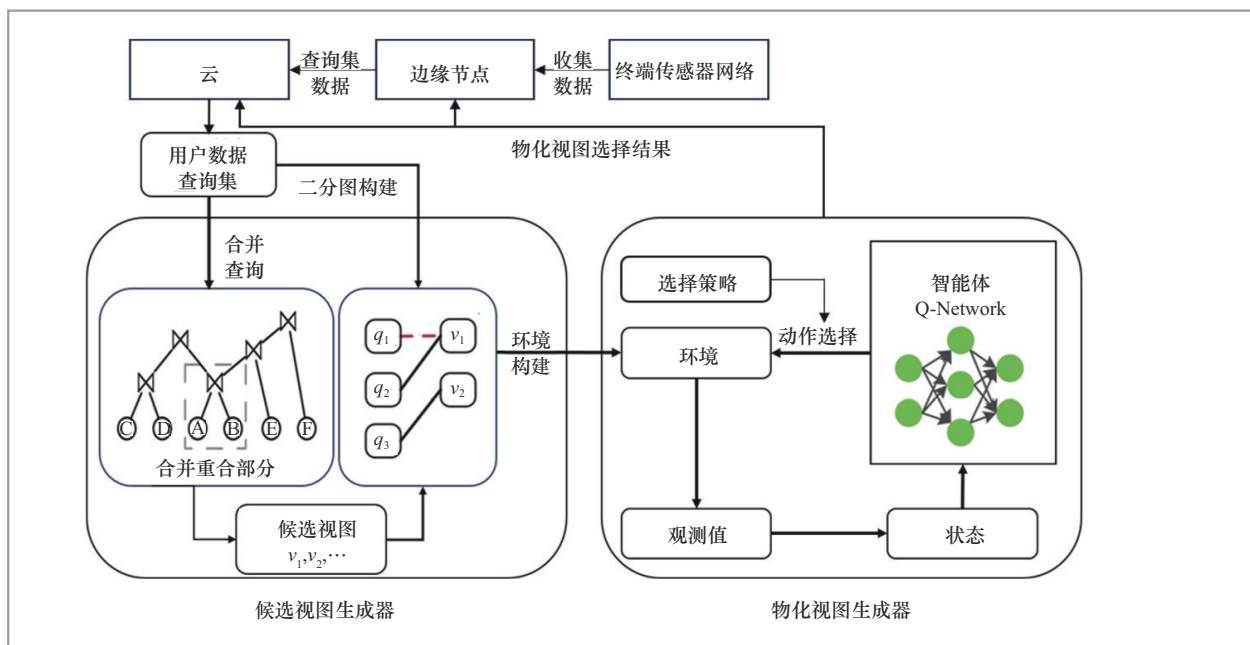 云
查询集
数据
边缘节点
收集
数据
终端传感器网络
用户数据
查询集
二分图构建
物化视图选择结果
合并
查询
C
D
A
B
E
F
合并重合部分
q₁
v₁
q₂
v₂
q₃
候选视图
v₁,v₂,…
候选视图生成器
环境
构建
选择策略
动作选择
环境
智能体
Q-Network
观测值
状态
物化视图生成器